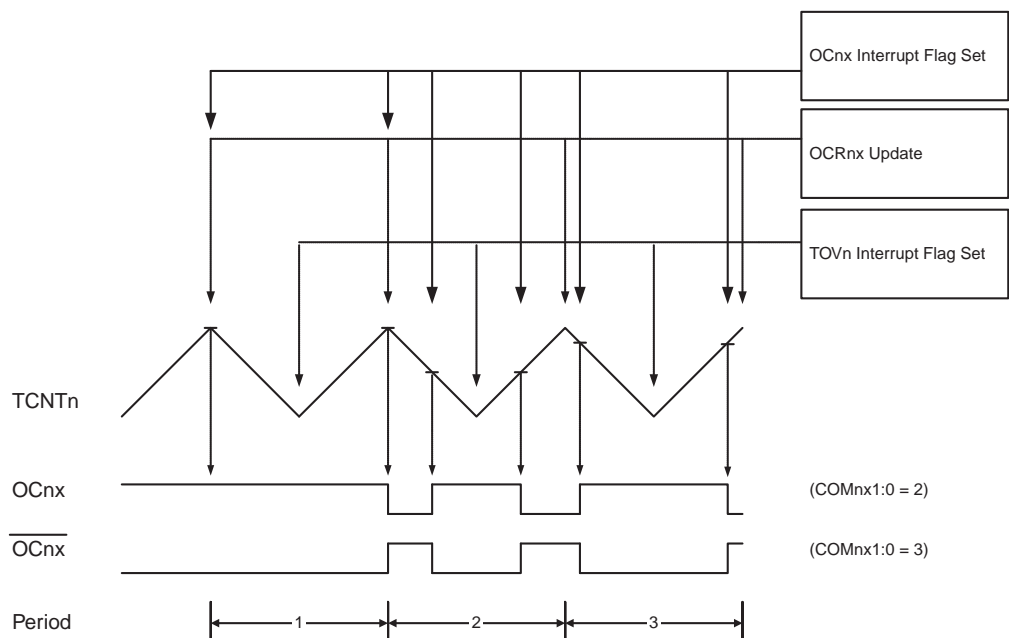 OCnx Interrupt Flag Set
OCRnx Update
TOVn Interrupt Flag Set
TCNTn
OCnx
(COMnx1:0 = 2)
OCnx
(COMnx1:0 = 3)
Period
1
2
3